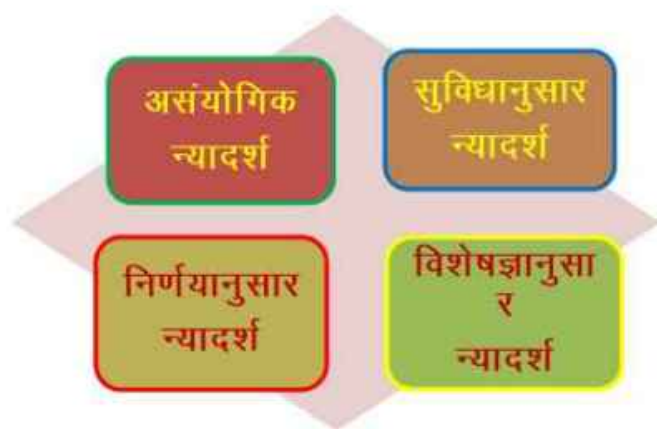 असंयोगिक
न्यादर्श
सुविधानुसार
न्यादर्श
निर्णयानुसार
न्यादर्श
विशेषज्ञानुसा
र
न्यादर्श